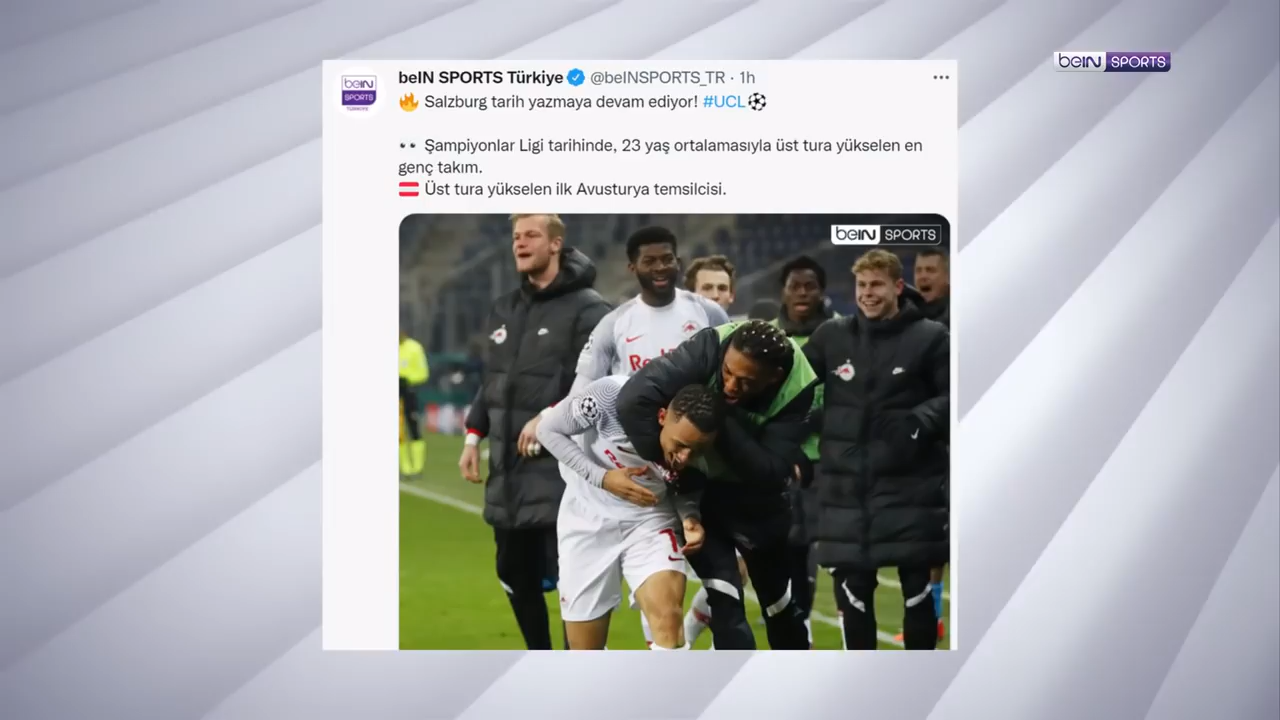 beIN SPORTS
beIN SPORTS Türkiye @beINSPORTS_TR · 1h
beIN
SPORTS
TÜRKİYE
🔥 Salzburg tarih yazmaya devam ediyor! #UCL⚽
👀 Şampiyonlar Ligi tarihinde, 23 yaş ortalamasıyla üst tura yükselen en
genç takım.
🇦🇹 Üst tura yükselen ilk Avusturya temsilcisi.
beIN SPORTS